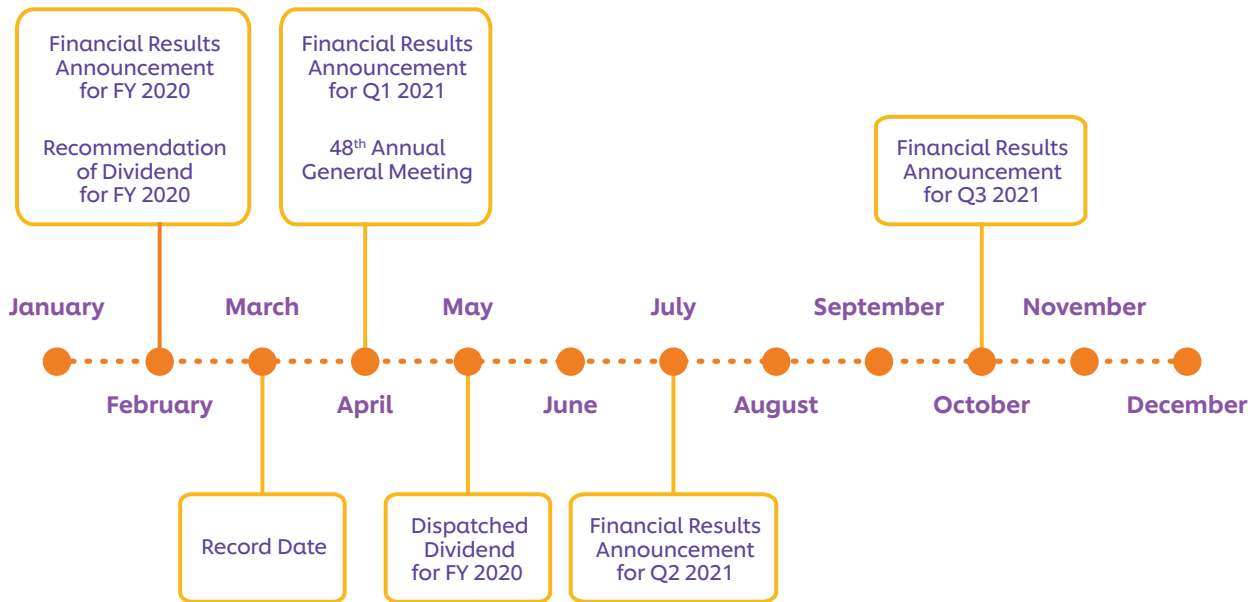 Financial Results
Announcement
for FY 2020
Recommendation
of Dividend
for FY 2020
Financial Results
Announcement
for Q1 2021
48th Annual
General Meeting
Financial Results
Announcement
for Q3 2021
January
March
May
July
September
November
February
April
June
August
October
December
Record Date
Dispatched
Dividend
for FY 2020
Financial Results
Announcement
for Q2 2021